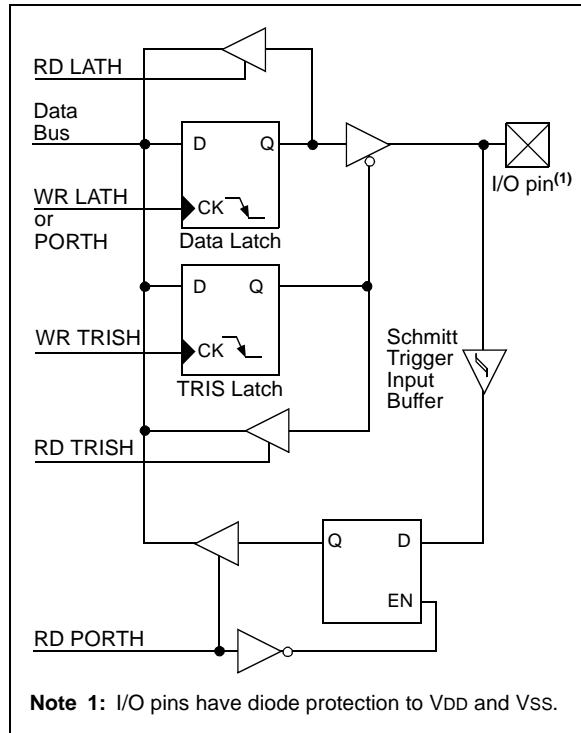 RD LATH
Data
Bus
D Q
I/O pin(1)
WR LATH
or
PORTH
CK
Data Latch
D Q
WR TRISH
CK
TRIS Latch
Schmitt
Trigger
Input
Buffer
RD TRISH
Q D
EN
RD PORTH
Note 1: I/O pins have diode protection to VDD and VSS.